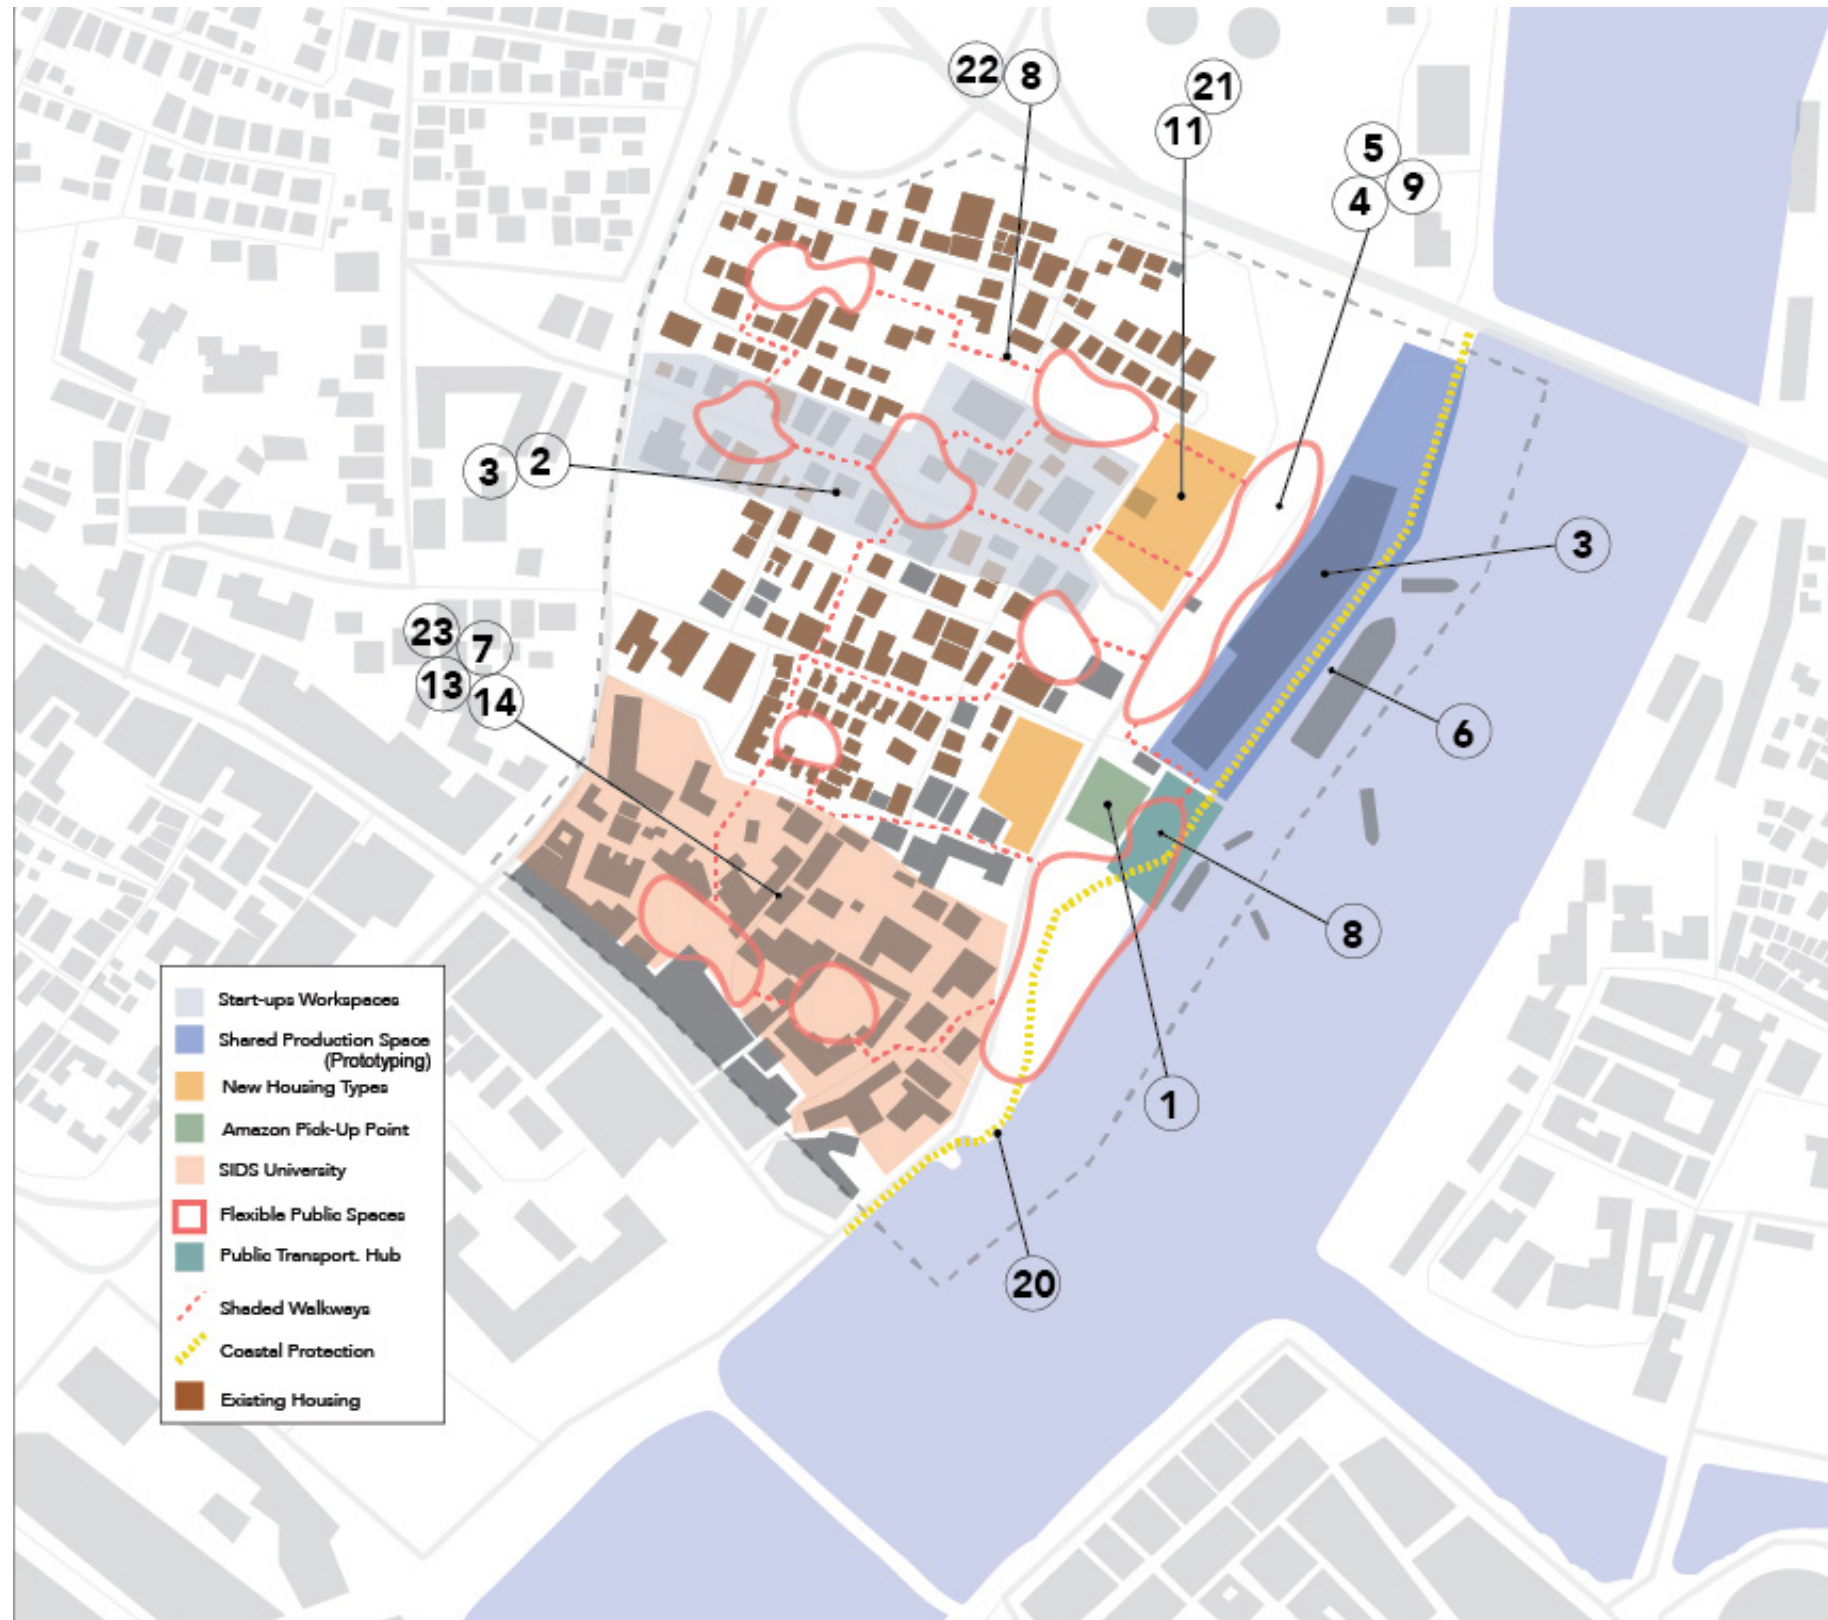 22
8
21
11
5
9
4
3
2
3
23
7
13
14
6
8
1
20
Start-ups Workspaces
Shared Production Space
(Prototyping)
New Housing Types
Amazon Pick-Up Point
SIDS University
Flexible Public Spaces
Public Transport. Hub
Shaded Walkways
Coastal Protection
Existing Housing